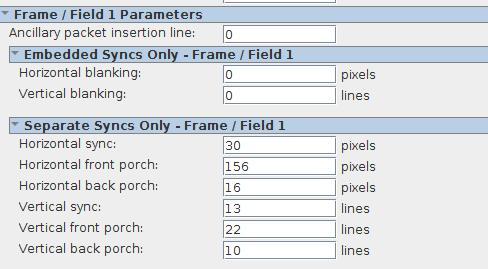 Frame / Field 1 Parameters
Ancillary packet insertion line: 0
Embedded Syncs Only - Frame / Field 1
Horizontal blanking: 0 pixels
Vertical blanking: 0 lines
Separate Syncs Only - Frame / Field 1
Horizontal sync: 30 pixels
Horizontal front porch: 156 pixels
Horizontal back porch: 16 pixels
Vertical sync: 13 lines
Vertical front porch: 22 lines
Vertical back porch: 10 lines